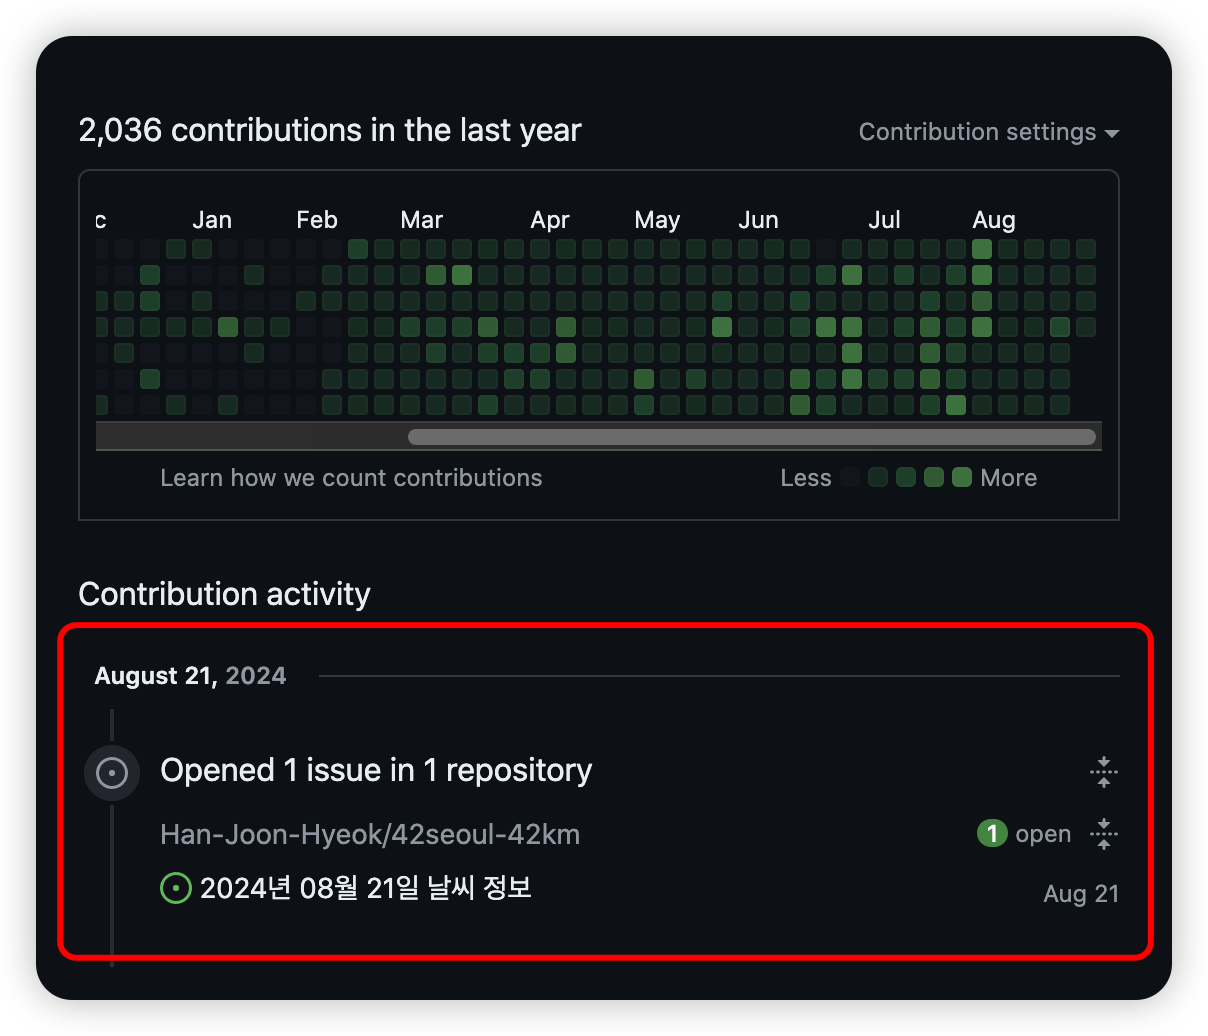 2,036 contributions in the last year
Contribution settings
c Jan Feb Mar Apr May Jun Jul Aug
Learn how we count contributions
Less More
Contribution activity
August 21, 2024
Opened 1 issue in 1 repository
Han-Joon-Hyeok/42seoul-42km 1 open
2024년 08월 21일 날씨 정보 Aug 21